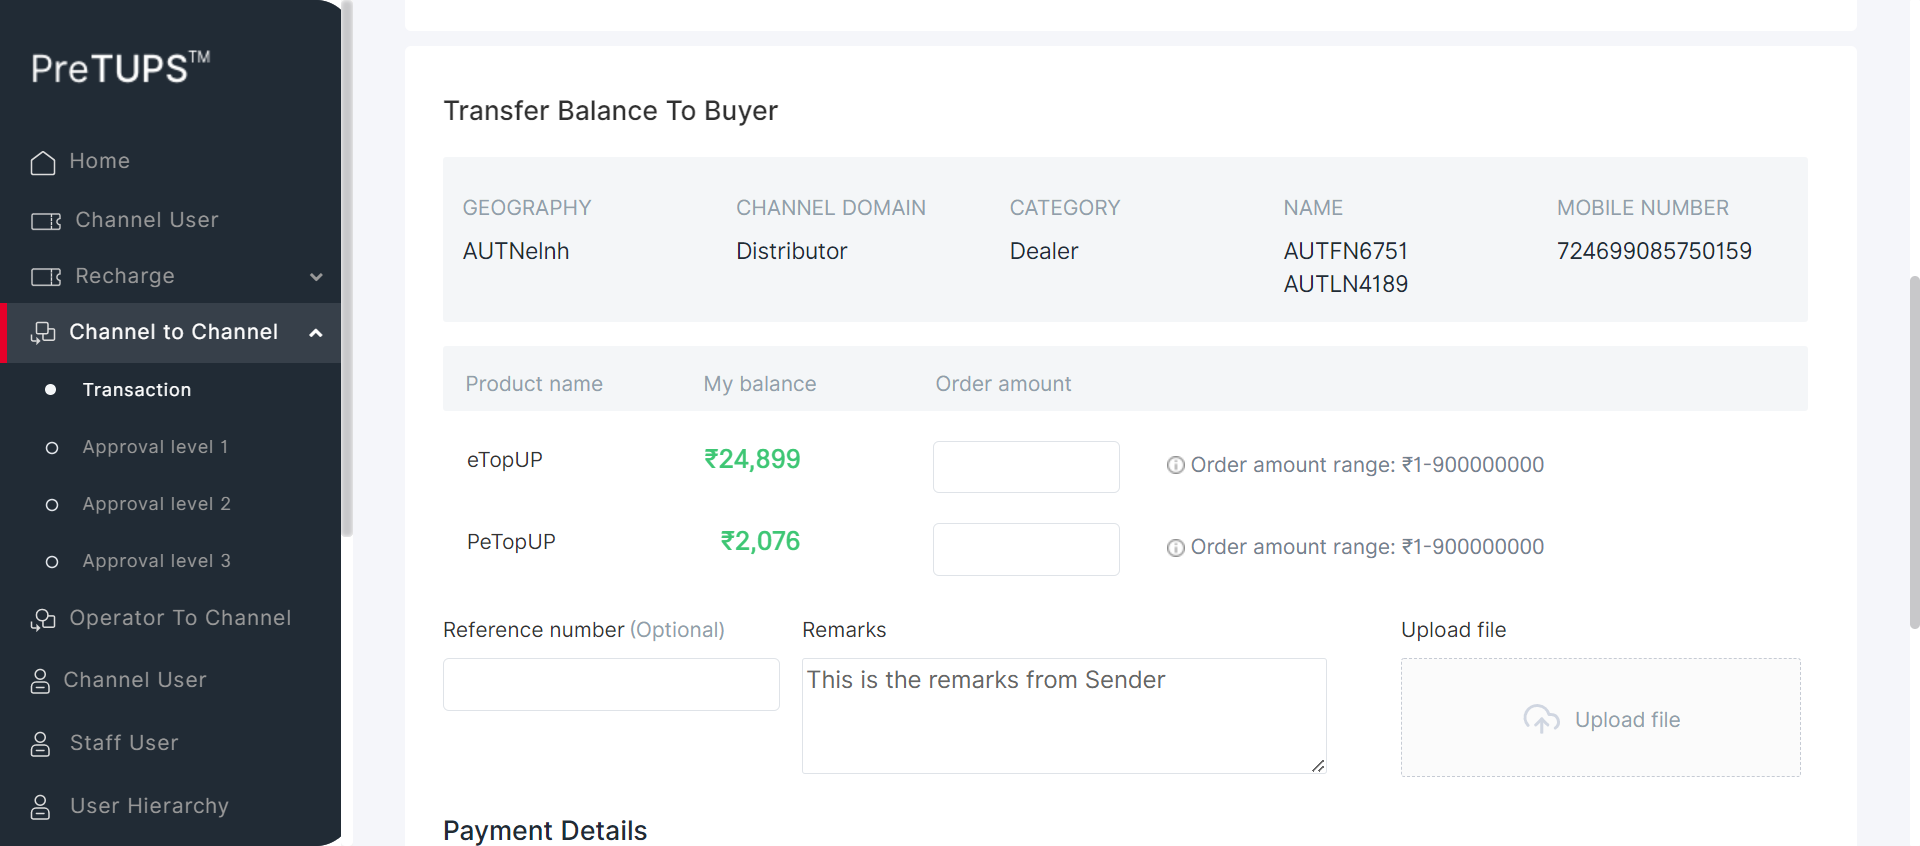 PreTUPS™
Home
Channel User
Recharge
Channel to Channel
Transaction
Approval level 1
Approval level 2
Approval level 3
Operator To Channel
Channel User
Staff User
User Hierarchy
Transfer Balance To Buyer
GEOGRAPHY CHANNEL DOMAIN CATEGORY NAME MOBILE NUMBER
AUTNelnh Distributor Dealer AUTFN6751 724699085750159
AUTLN4189
Product name My balance Order amount
eTopUP ₹24,899 Order amount range: ₹1-900000000
PeTopUP ₹2,076 Order amount range: ₹1-900000000
Reference number (Optional) Remarks Upload file
This is the remarks from Sender
Upload file
Payment Details